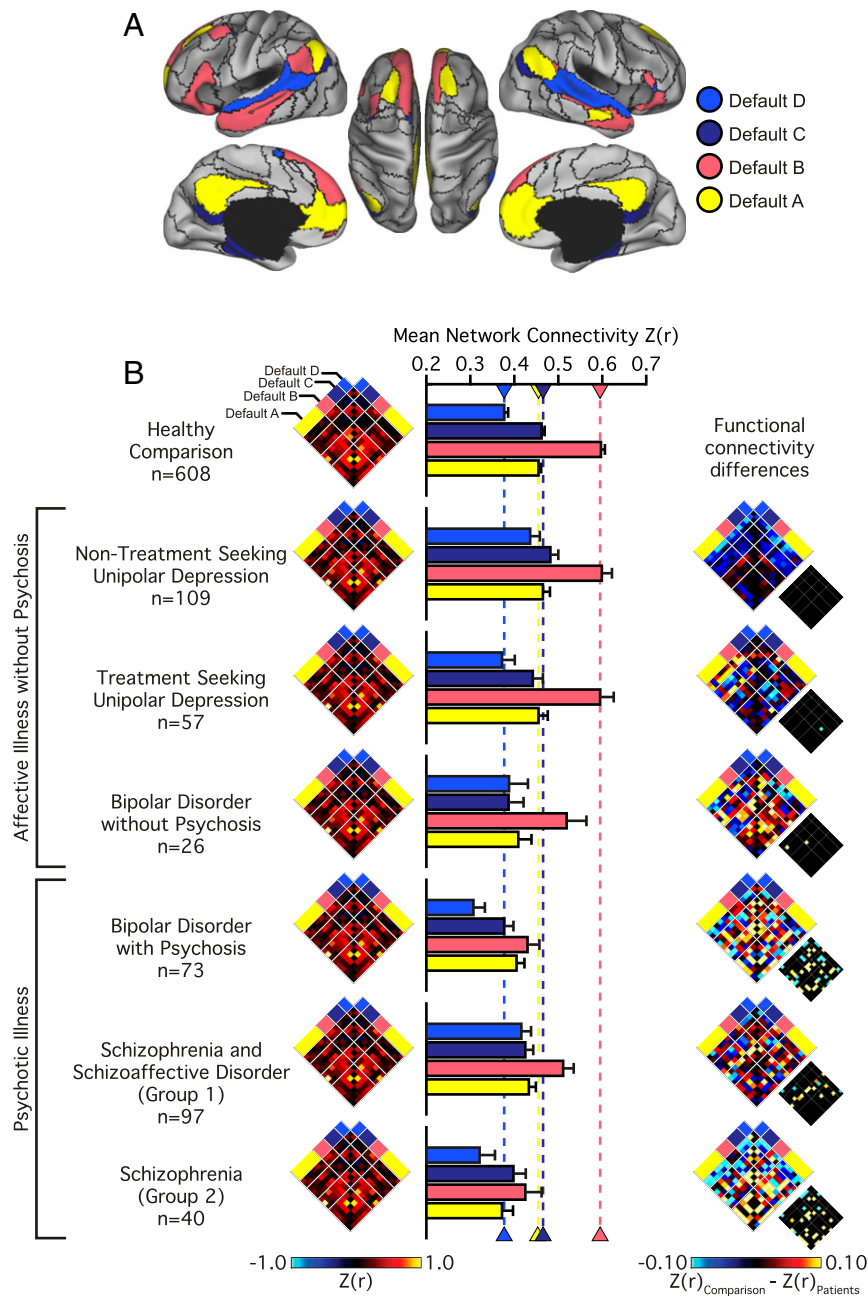 A
Default D
Default C
Default B
Default A
Mean Network Connectivity Z(r)
0.2 0.3 0.4 0.5 0.6 0.7
B
Default D
Default C
Default B
Default A
Healthy
Comparison
n=608
Functional
connectivity
differences
Affective Illness without Psychosis
Non-Treatment Seeking
Unipolar Depression
n=109
Treatment Seeking
Unipolar Depression
n=57
Bipolar Disorder
without Psychosis
n=26
Psychotic Illness
Bipolar Disorder
with Psychosis
n=73
Schizophrenia and
Schizoaffective Disorder
(Group 1)
n=97
Schizophrenia
(Group 2)
n=40
-1.0 1.0
Z(r)
-0.10 0.10
Z(r)Comparison - Z(r)Patients